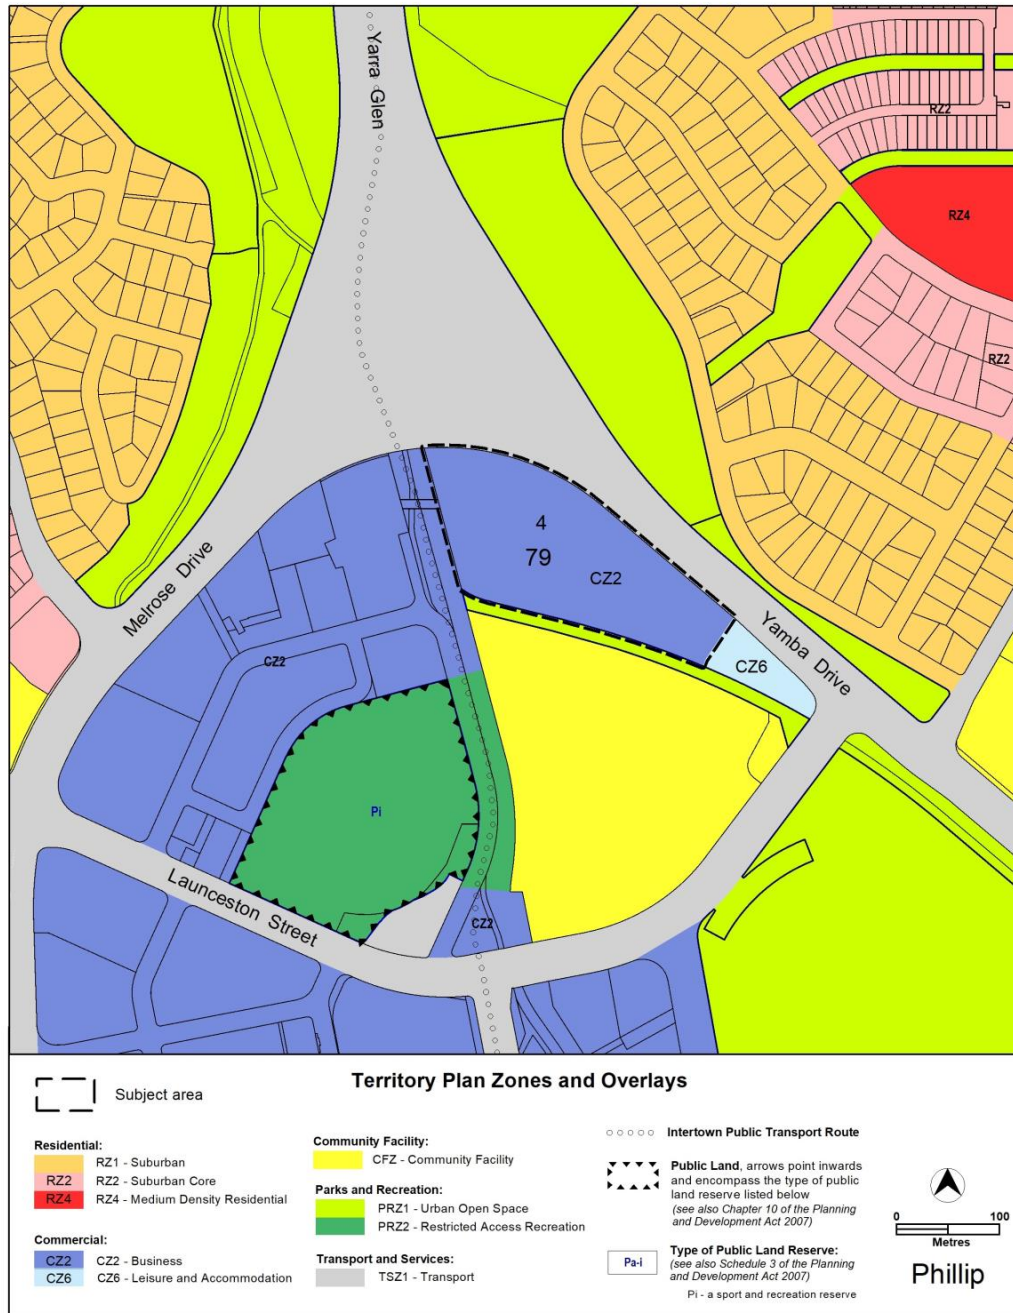 Yarra Glen
RZ2
RZ4
RZ2
4
79
CZ2
Melrose Drive
Yamba Drive
CZ2
CZ6
Pi
Launceston Street
CZ2
Territory Plan Zones and Overlays
Subject area
Residential:
RZ1 - Suburban
RZ2 RZ2 - Suburban Core
RZ4 RZ4 - Medium Density Residential
Commercial:
CZ2 CZ2 - Business
CZ6 CZ6 - Leisure and Accommodation
Community Facility:
CFZ - Community Facility
Parks and Recreation:
PRZ1 - Urban Open Space
PRZ2 - Restricted Access Recreation
Transport and Services:
TSZ1 - Transport
Intertown Public Transport Route
Public Land, arrows point inwards
and encompass the type of public
land reserve listed below
(see also Chapter 10 of the Planning
and Development Act 2007)
Pa-i
Type of Public Land Reserve:
(see also Schedule 3 of the Planning
and Development Act 2007)
Pi - a sport and recreation reserve
0 100
Metres
Phillip